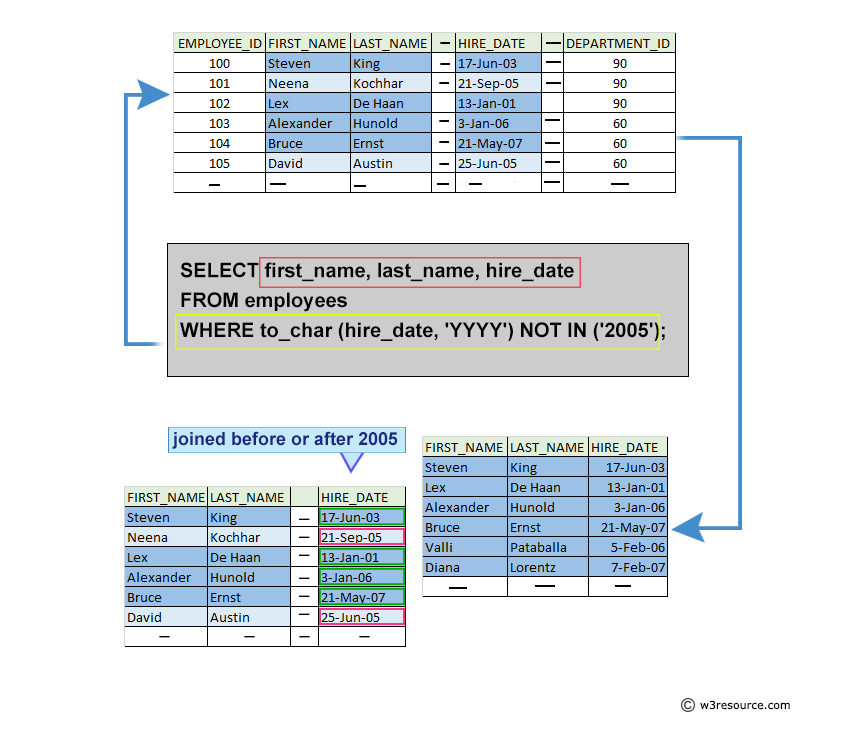 EMPLOYEE_ID FIRST_NAME LAST_NAME — HIRE_DATE — DEPARTMENT_ID
100 Steven King — 17-Jun-03 — 90
101 Neena Kochhar — 21-Sep-05 — 90
102 Lex De Haan 13-Jan-01 90
103 Alexander Hunold — 3-Jan-06 — 60
104 Bruce Ernst — 21-May-07 — 60
105 David Austin — 25-Jun-05 — 60
— — — — — — —
SELECT first_name, last_name, hire_date
FROM employees
WHERE to_char (hire_date, 'YYYY') NOT IN ('2005');
joined before or after 2005
FIRST_NAME LAST_NAME HIRE_DATE
Steven King — 17-Jun-03
Neena Kochhar — 21-Sep-05
Lex De Haan — 13-Jan-01
Alexander Hunold — 3-Jan-06
Bruce Ernst — 21-May-07
David Austin — 25-Jun-05
— — — —
FIRST_NAME LAST_NAME HIRE_DATE
Steven King 17-Jun-03
Lex De Haan 13-Jan-01
Alexander Hunold 3-Jan-06
Bruce Ernst 21-May-07
Valli Pataballa 5-Feb-06
Diana Lorentz 7-Feb-07
— — —
© w3resource.com